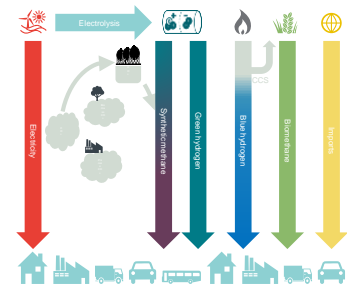 Electrolysis
CCS
Electricity
Synthetic methane
Green hydrogen
Blue hydrogen
Biomethane
Imports